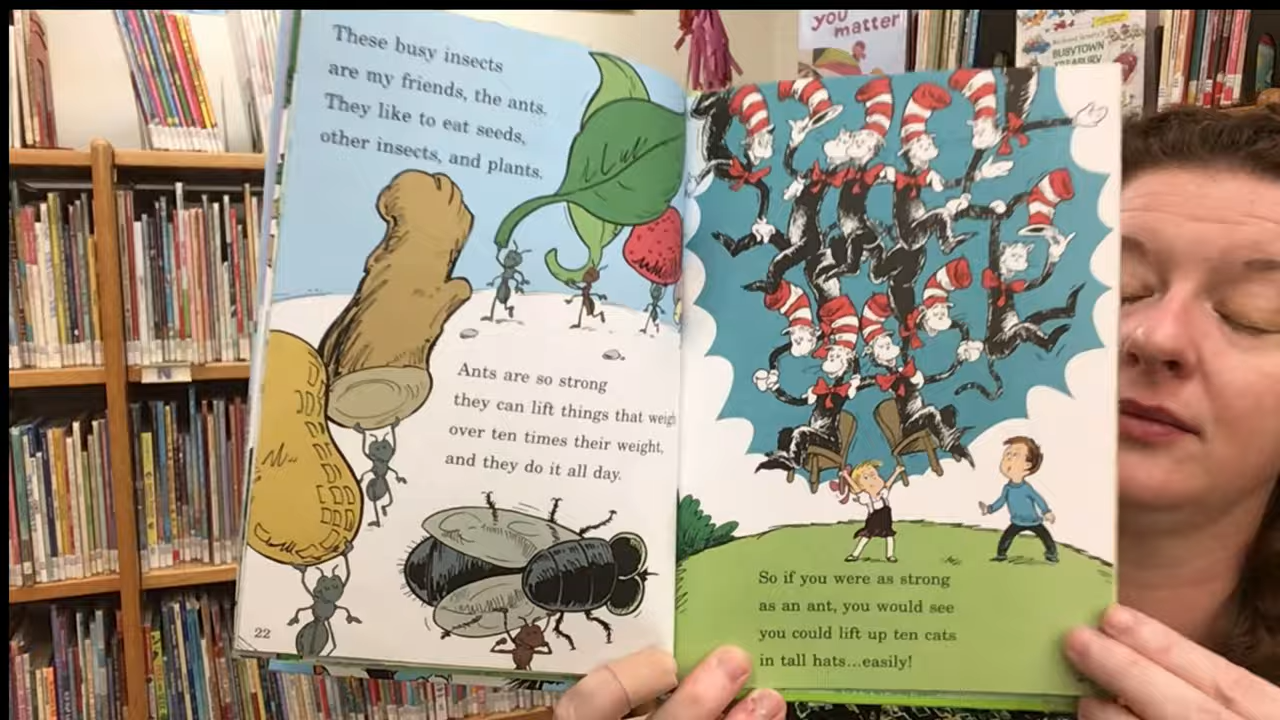 These busy insects
are my friends, the ants.
They like to eat seeds,
other insects, and plants.
Ants are so strong
they can lift things that weigh
over ten times their weight,
and they do it all day.
22
So if you were as strong
as an ant, you would see
you could lift up ten cats
in tall hats...easily!
you
matter
BUSYTOWN
N